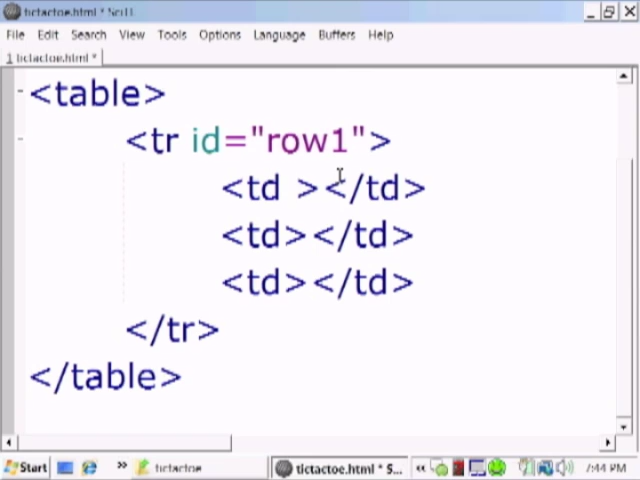 tictactoe.html * SciTE
File Edit Search View Tools Options Language Buffers Help
1 tictactoe.html *
<table>
<tr id="row1">
<td ></td>
<td></td>
<td></td>
</tr>
</table>
Start » tictactoe tictactoe.html * S... « 7:44 PM